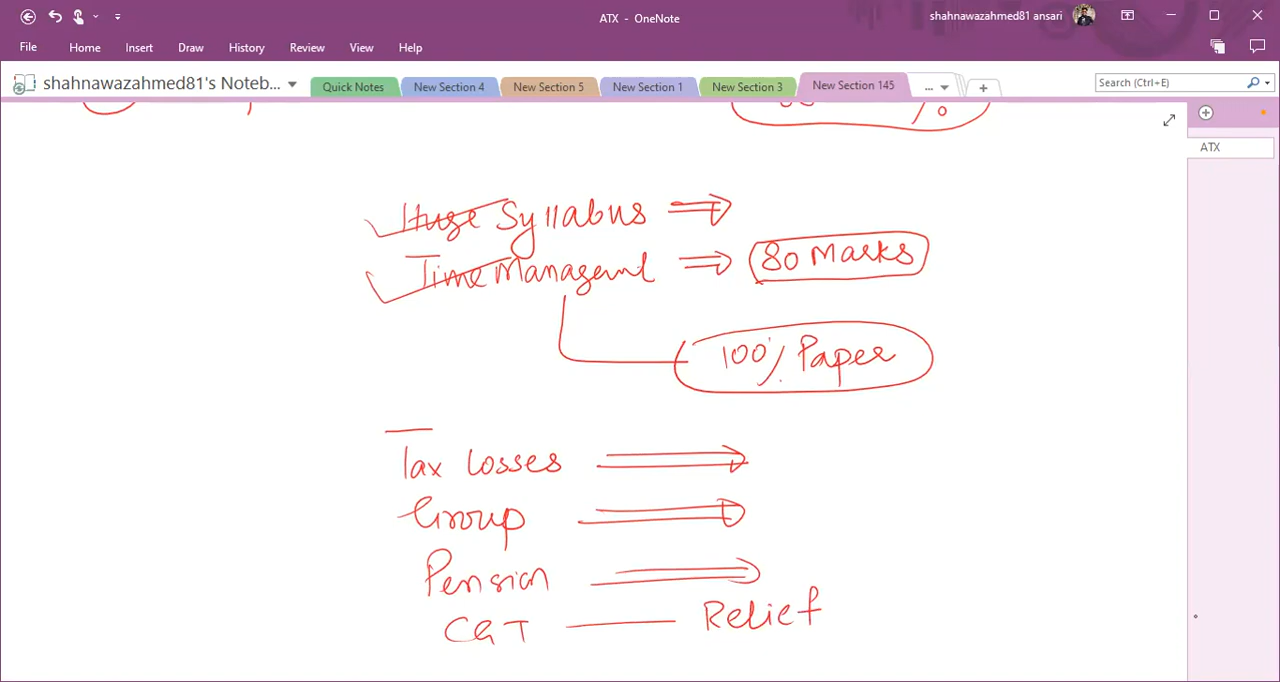 ATX - OneNote
shahnawazahmed81 ansari
File Home Insert Draw History Review View Help
shahnawazahmed81's Noteb... Quick Notes New Section 4 New Section 5 New Section 1 New Section 3 New Section 145 ... Search (Ctrl+E)
ATX
Huge Syllabus
Time Managemt 80 Marks
100% Paper
Tax losses
Group
Pension
CGT Relief